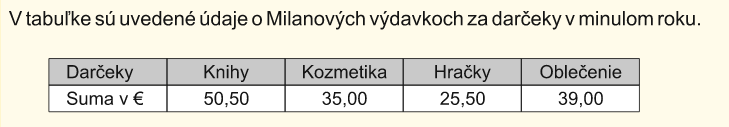 V tabuľke sú uvedené údaje o Milanových výdavkoch za darčeky v minulom roku.
Darčeky Knihy Kozmetika Hračky Oblečenie
Suma v € 50,50 35,00 25,50 39,00